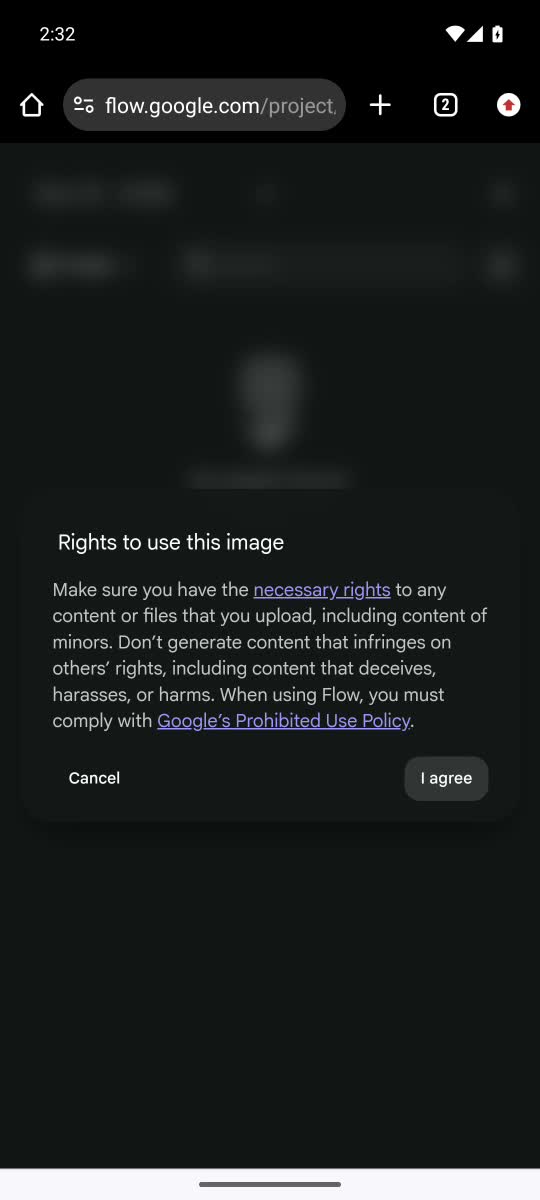 2:32
flow.google.com/project,
2
Rights to use this image
Make sure you have the necessary rights to any
content or files that you upload, including content of
minors. Don’t generate content that infringes on
others’ rights, including content that deceives,
harasses, or harms. When using Flow, you must
comply with Google’s Prohibited Use Policy.
Cancel
I agree